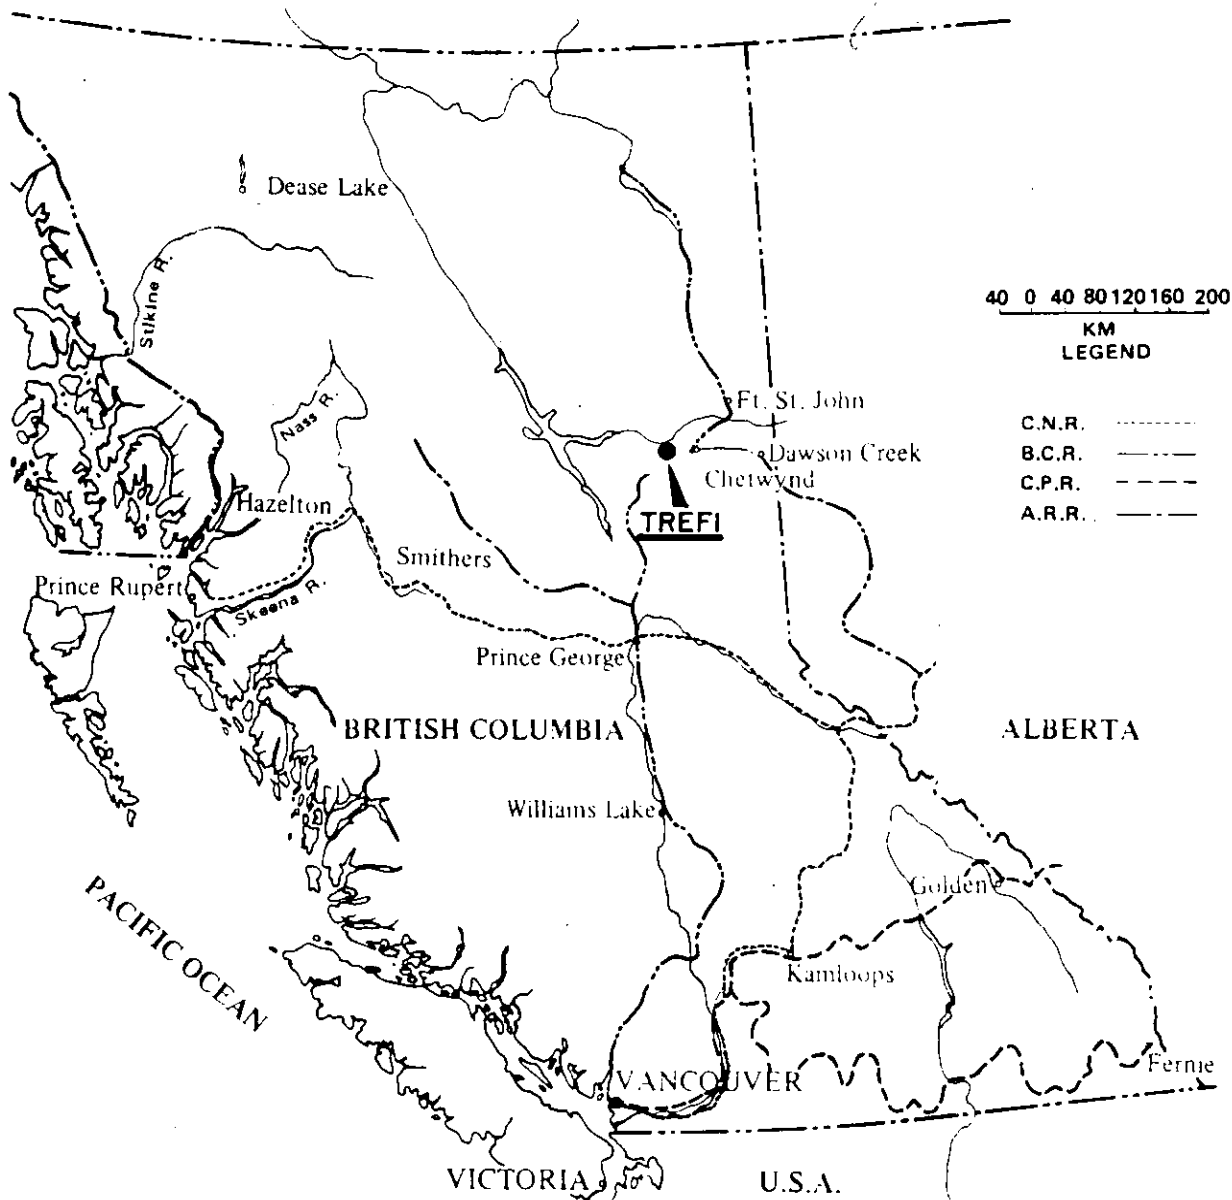 Dease Lake
Stikine R.
40 0 40 80 120 160 200
KM
LEGEND
C.N.R.
B.C.R.
C.P.R.
A.R.R.
Ft. St. John
Nass R.
Dawson Creek
Chetwynd
Hazelton
TREFI
Smithers
Prince Rupert
Skeena R.
Prince George
BRITISH COLUMBIA
ALBERTA
Williams Lake
Golden
PACIFIC OCEAN
Kamloops
Fernie
VANCOUVER
VICTORIA
U.S.A.